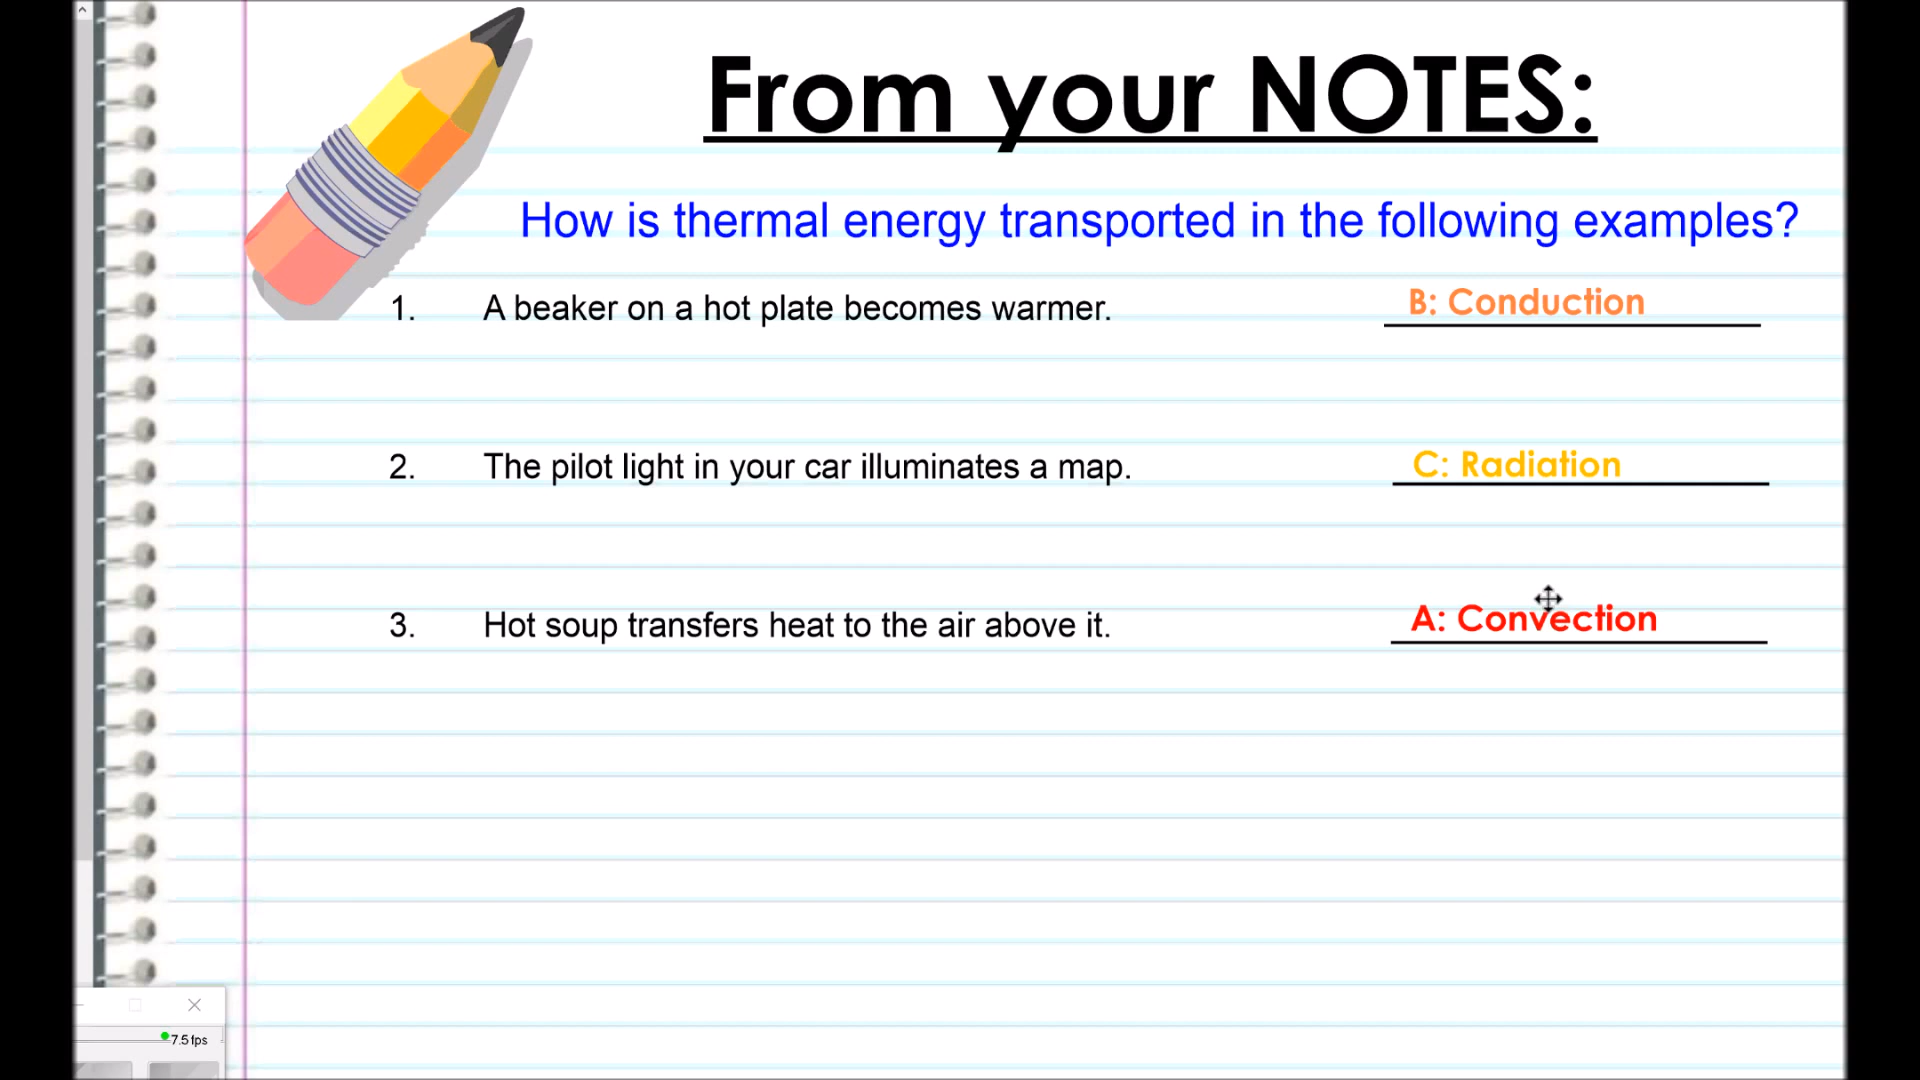 From your NOTES:
How is thermal energy transported in the following examples?
1. A beaker on a hot plate becomes warmer. B: Conduction
2. The pilot light in your car illuminates a map. C: Radiation
3. Hot soup transfers heat to the air above it. A: Convection
7.5 fps